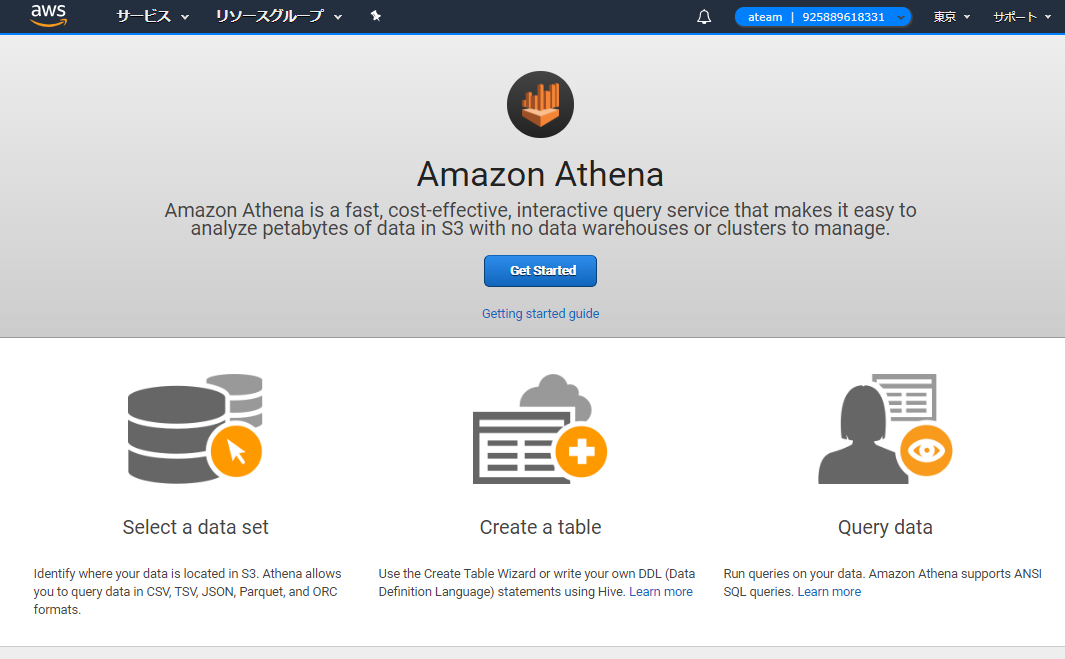 aws
サービス
リソースグループ
ateam | 925889618331
東京
サポート
Amazon Athena
Amazon Athena is a fast, cost-effective, interactive query service that makes it easy to
analyze petabytes of data in S3 with no data warehouses or clusters to manage.
Get Started
Getting started guide
Select a data set
Identify where your data is located in S3. Athena allows
you to query data in CSV, TSV, JSON, Parquet, and ORC
formats.
Create a table
Use the Create Table Wizard or write your own DDL (Data
Definition Language) statements using Hive. Learn more
Query data
Run queries on your data. Amazon Athena supports ANSI
SQL queries. Learn more